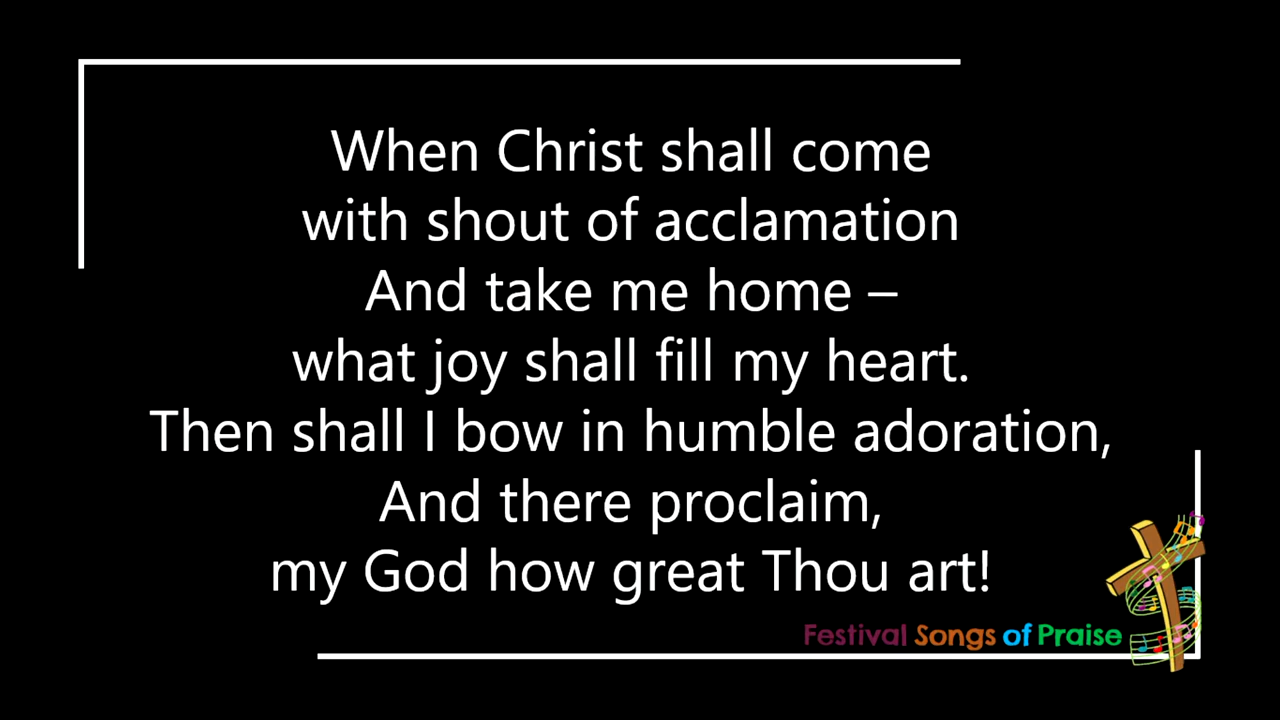 When Christ shall come
with shout of acclamation
And take me home –
what joy shall fill my heart.
Then shall I bow in humble adoration,
And there proclaim,
my God how great Thou art!
Festival Songs of Praise